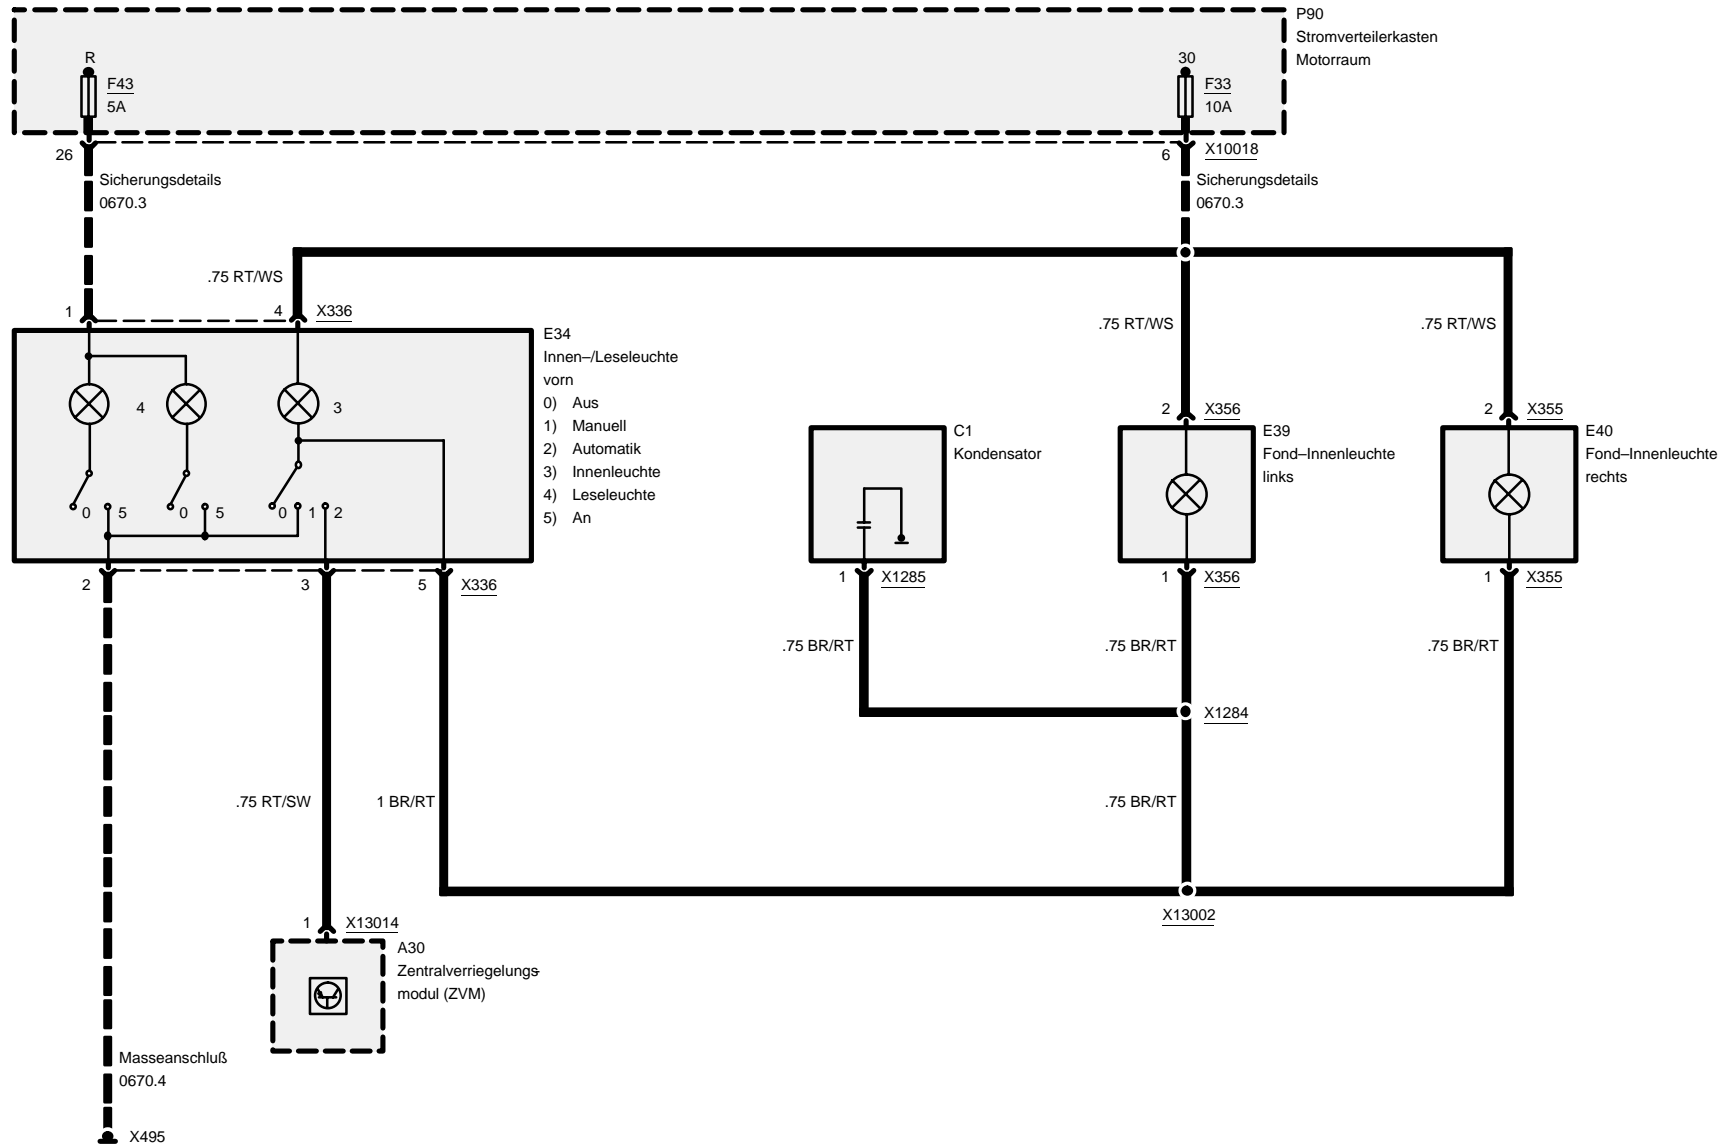 P90
Stromverteilerkasten
Motorraum
R
F43
5A
30
F33
10A
26
6
X10018
Sicherungsdetails
0670.3
Sicherungsdetails
0670.3
.75 RT/WS
1
4
X336
.75 RT/WS
.75 RT/WS
E34
Innen–/Leseleuchte
vorn
0) Aus
1) Manuell
2) Automatik
3) Innenleuchte
4) Leseleuchte
5) An
4
3
0
5
0
5
0
1
2
2
X356
2
X355
C1
Kondensator
E39
Fond–Innenleuchte
links
E40
Fond–Innenleuchte
rechts
2
3
5
X336
1
X1285
1
X356
1
X355
.75 BR/RT
.75 BR/RT
.75 BR/RT
X1284
.75 RT/SW
1 BR/RT
.75 BR/RT
X13002
1
X13014
A30
Zentralverriegelungs–
modul (ZVM)
Masseanschluß
0670.4
X495